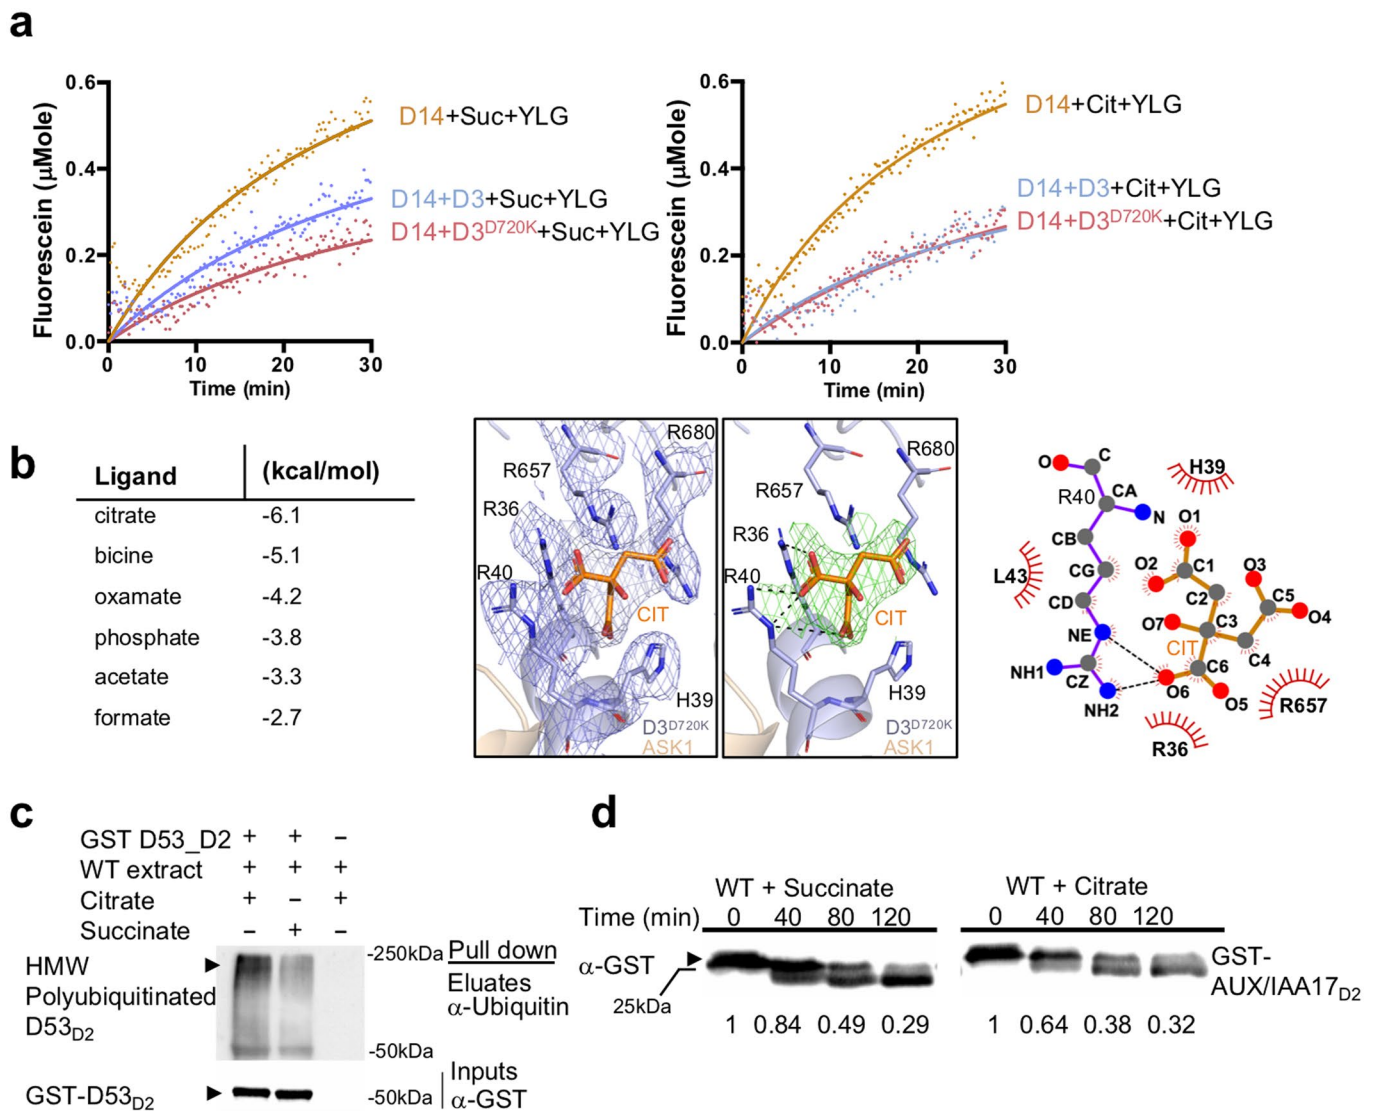 a
0.6
0.4
0.2
0.0
Fluorescein (μMole)
0 10 20 30
Time (min)
D14+Suc+YLG
D14+D3+Suc+YLG
D14+D3D720K+Suc+YLG
0.6
0.4
0.2
0.0
Fluorescein (μMole)
0 10 20 30
Time (min)
D14+Cit+YLG
D14+D3+Cit+YLG
D14+D3D720K+Cit+YLG
b
Ligand (kcal/mol)
citrate -6.1
bicine -5.1
oxamate -4.2
phosphate -3.8
acetate -3.3
formate -2.7
R680
R657
R36
R40
CIT
H39
D3D720K
ASK1
R680
R657
R36
R40
CIT
H39
D3D720K
ASK1
O C H39
R40 CA
N O1
CB
L43 CG O2 C1 O3
CD C2 C5
O7 C3 O4
NE CIT C4
NH1 CZ C6
NH2 O6 O5 R657
R36
c
GST D53_D2 + + –
WT extract + + +
Citrate + – +
Succinate – + –
HMW
Polyubiquitinated
D53D2
-250kDa
-50kDa
Pull down
Eluates
α-Ubiquitin
GST-D53D2
-50kDa
Inputs
α-GST
d
WT + Succinate WT + Citrate
Time (min) 0 40 80 120 0 40 80 120
α-GST
25kDa
GST-
AUX/IAA17D2
1 0.84 0.49 0.29 1 0.64 0.38 0.32